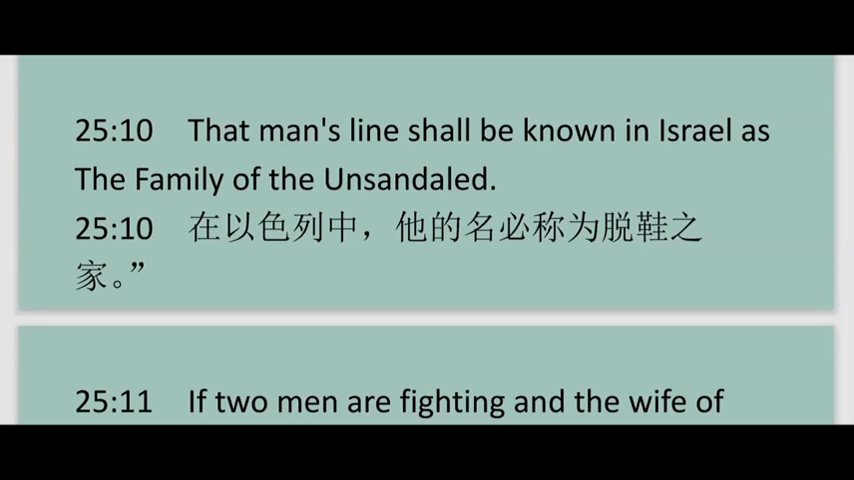 25:10 That man's line shall be known in Israel as
The Family of the Unsandaled.
25:10 在以色列中，他的名必称为脱鞋之
家。”
25:11 If two men are fighting and the wife of